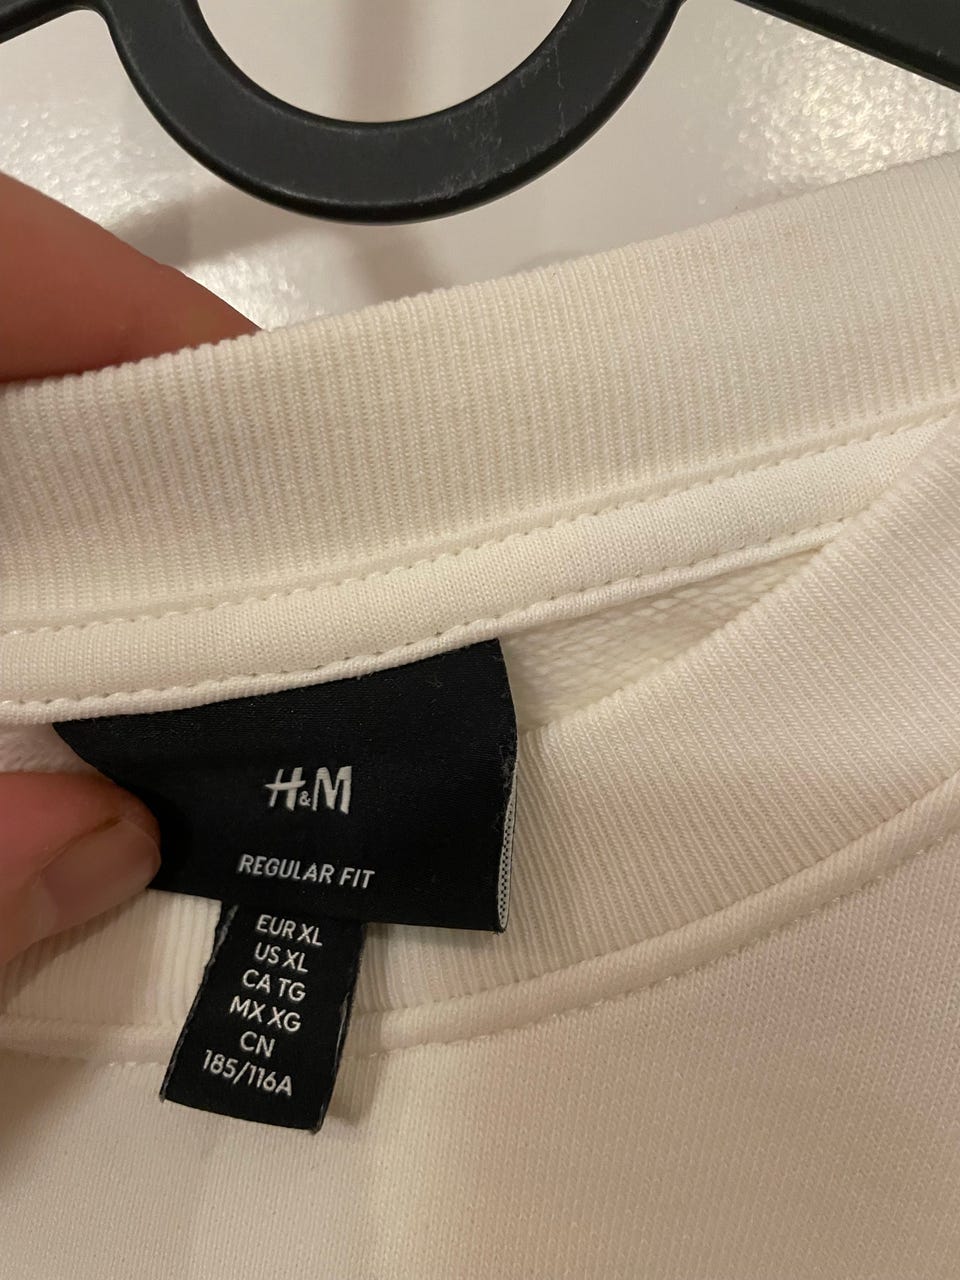 H&M
REGULAR FIT
EUR XL
US XL
CA TG
MX XG
CN
185/116A